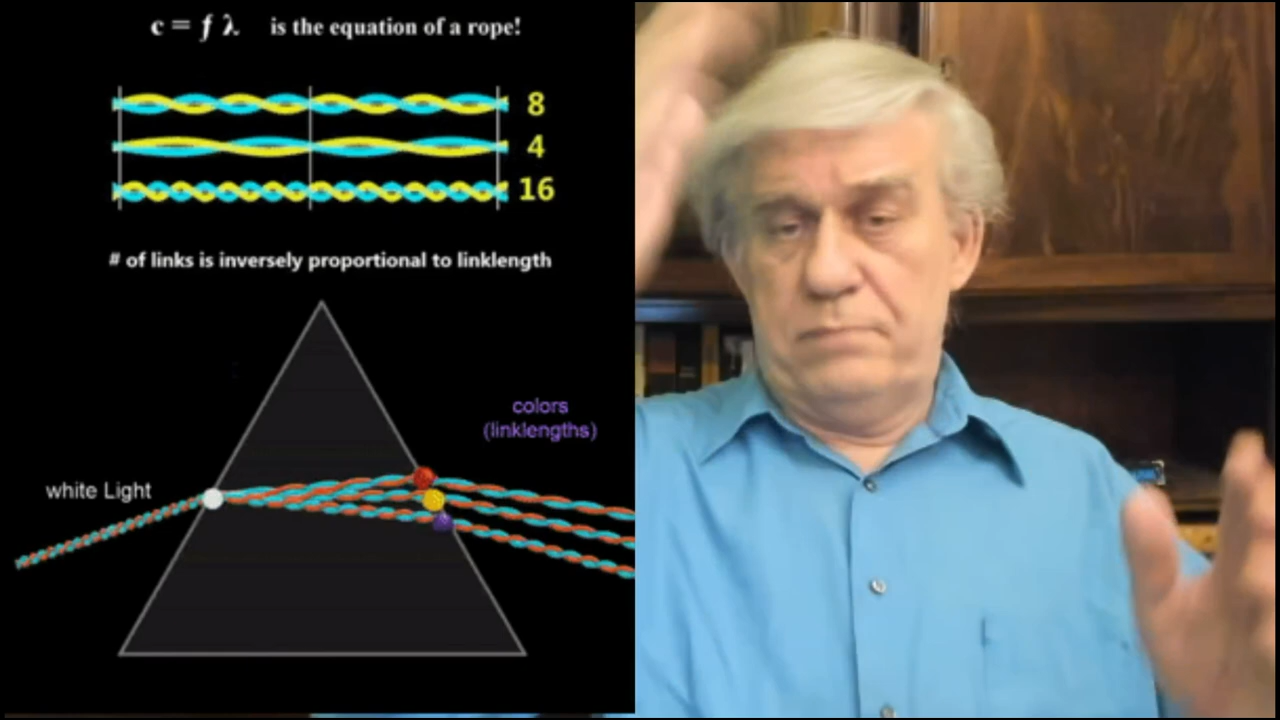 c = f λ is the equation of a rope!
8
4
16
# of links is inversely proportional to linklength
colors
(linklengths)
white Light